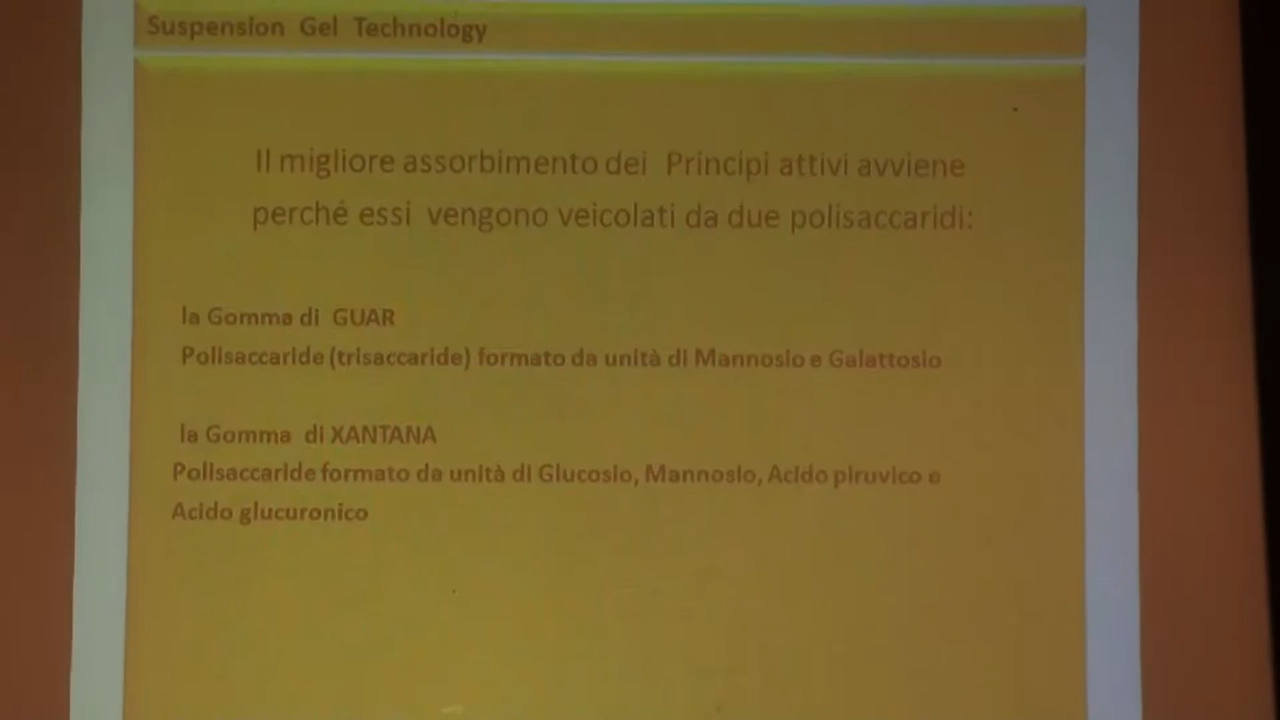 Suspension Gel Technology
Il migliore assorbimento dei Principi attivi avviene
perché essi vengono veicolati da due polisaccaridi:
la Gomma di GUAR
Polisaccaride (trisaccaride) formato da unità di Mannosio e Galattosio
la Gomma di XANTANA
Polisaccaride formato da unità di Glucosio, Mannosio, Acido piruvico e
Acido glucuronico